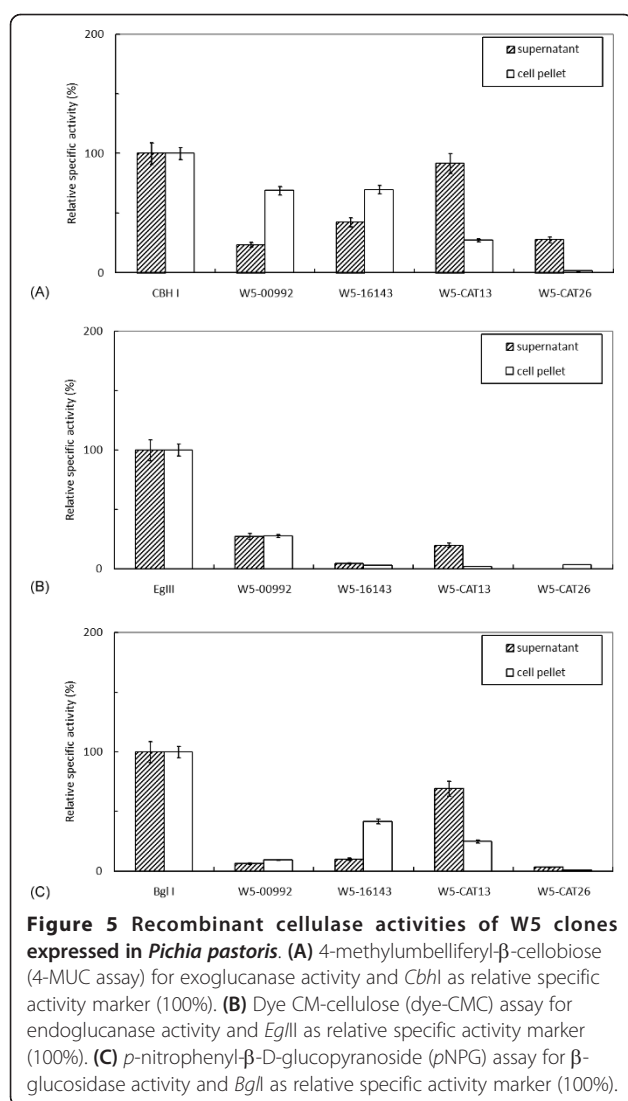 200
supernatant
cell pellet
Relative specific activity (%)
100
0
(A)
CBH I
W5-00992
W5-16143
W5-CAT13
W5-CAT26
200
supernatant
cell pellet
Relative specific activity (%)
100
0
(B)
EgIII
W5-00992
W5-16143
W5-CAT13
W5-CAT26
200
supernatant
cell pellet
Relative specific activity (%)
100
0
(C)
Bgl I
W5-00992
W5-16143
W5-CAT13
W5-CAT26
Figure 5 Recombinant cellulase activities of W5 clones
expressed in Pichia pastoris. (A) 4-methylumbelliferyl-β-cellobiose
(4-MUC assay) for exoglucanase activity and CbhI as relative specific
activity marker (100%). (B) Dye CM-cellulose (dye-CMC) assay for
endoglucanase activity and EglII as relative specific activity marker
(100%). (C) p-nitrophenyl-β-D-glucopyranoside (pNPG) assay for β-
glucosidase activity and BglI as relative specific activity marker (100%).